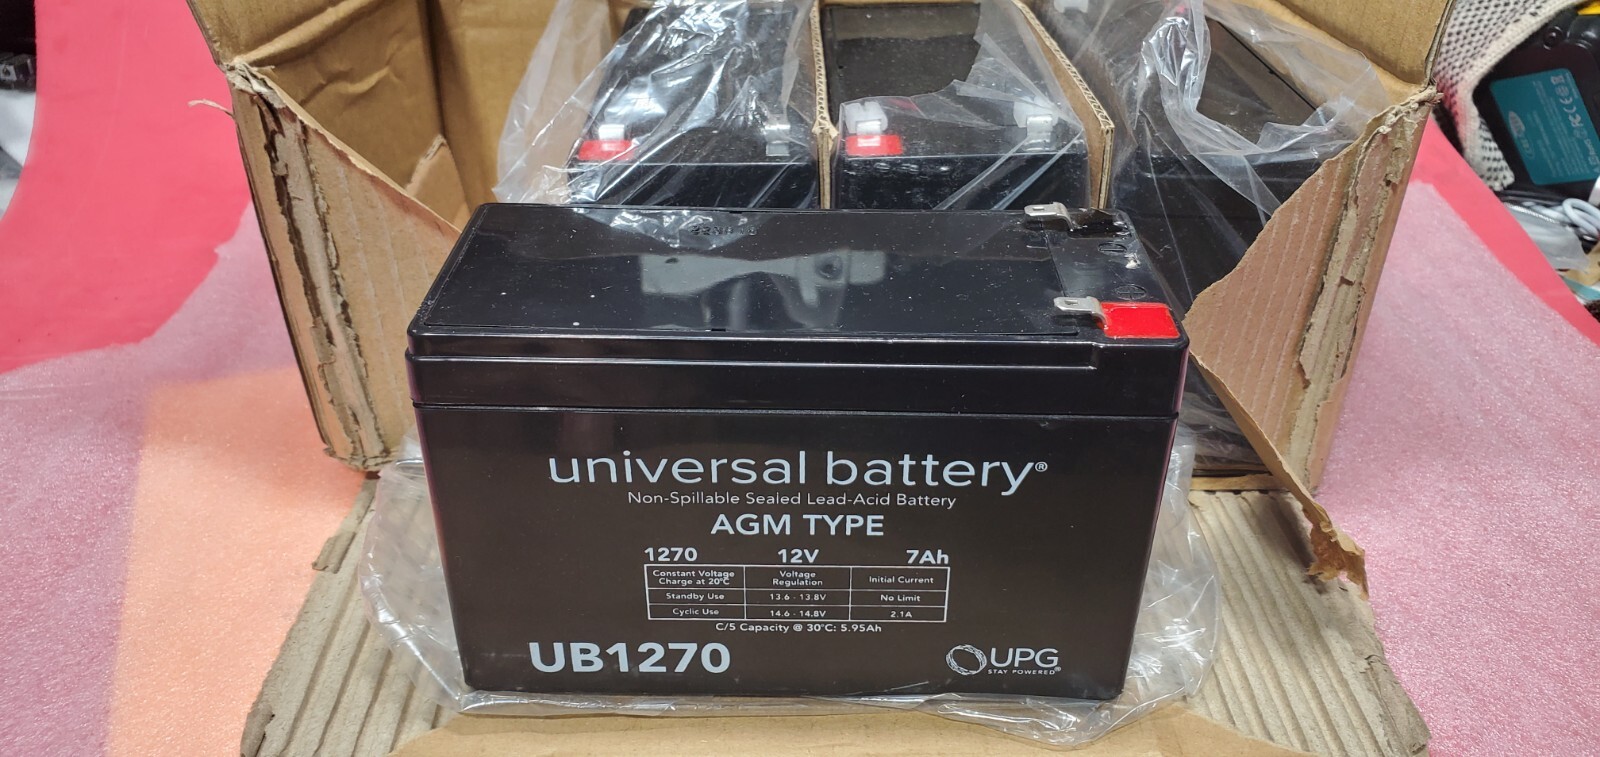 universal battery®
Non-Spillable Sealed Lead-Acid Battery
AGM TYPE
1270 12V 7Ah
Constant Voltage Charge at 20°C Voltage Regulation Initial Current
Standby Use 13.6 - 13.8V No Limit
Cyclic Use 14.6 - 14.8V 2.1A
C/5 Capacity @ 30°C: 5.95Ah
UB1270
UPG
STAY POWERED®